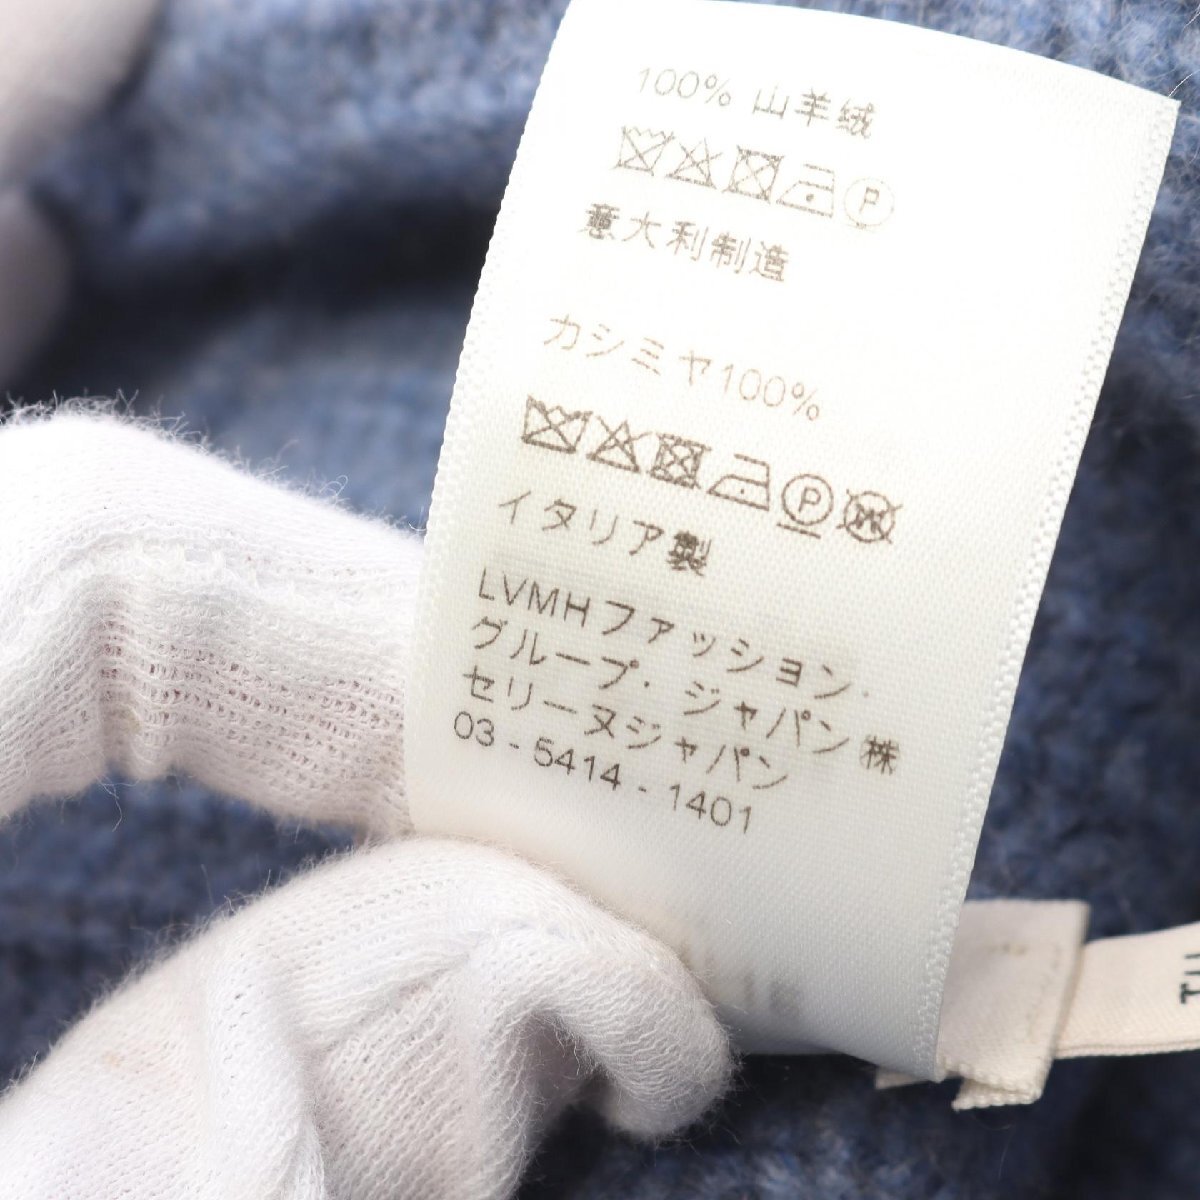 100% 山羊绒
P
意大利制造
カシミヤ100%
P W
イタリア製
LVMHファッション・
グループ・ジャパン㈱
セリーヌジャパン
03 - 5414 - 1401